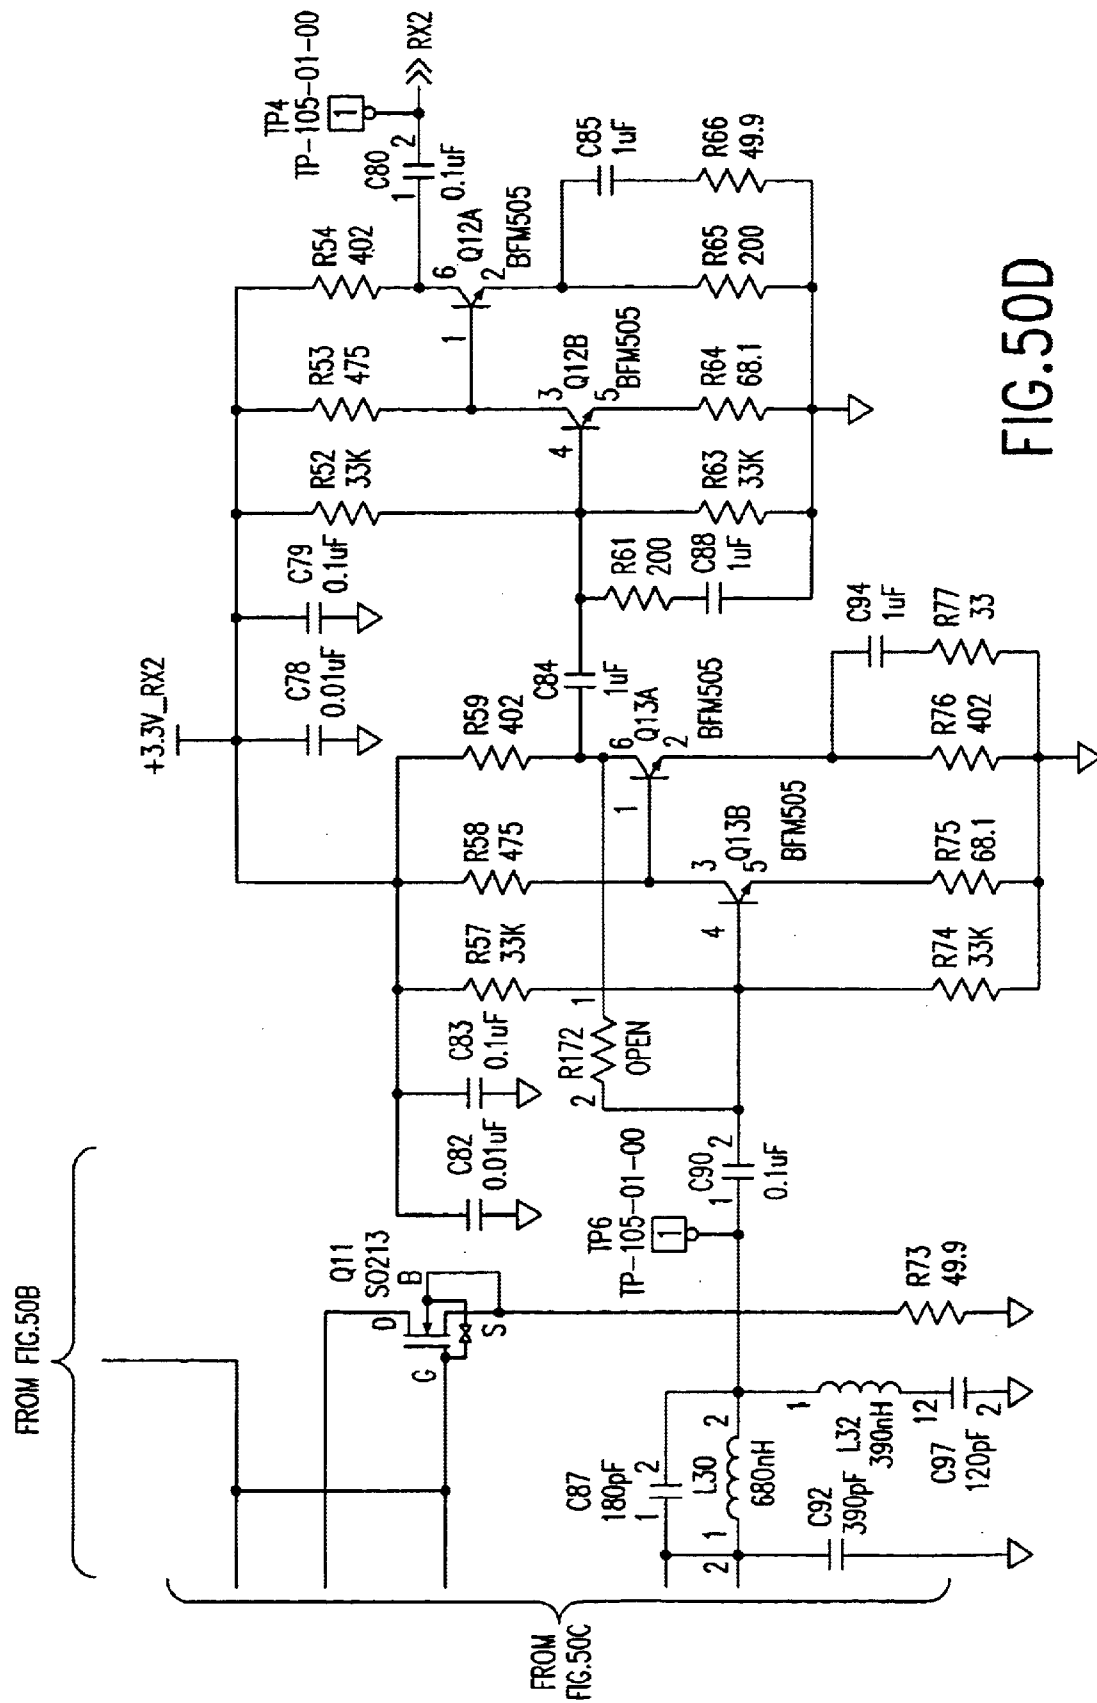 FROM FIG.50B
FROM
FIG.50C
+3.3V_RX2
C82
0.01uF
C83
0.1uF
R57
33K
R58
475
R59
402
C78
0.01uF
C79
0.1uF
R52
33K
R53
475
R54
402
TP4
TP-105-01-00
1
C80
1
2
0.1uF
RX2
Q11
SO213
D
B
G
S
R172
2
1
OPEN
C84
1uF
Q13A
6
1
2
BFM505
Q13B
3
4
5
BFM505
Q12B
3
4
5
BFM505
Q12A
6
1
2
BFM505
R61
200
C88
1uF
R63
33K
R64
68.1
R65
200
C85
1uF
R66
49.9
C87
180pF
1
2
L30
1
2
680nH
2
C92
390pF
1
L32
390nH
12
C97
120pF
2
TP6
TP-105-01-00
1
C90
1
2
0.1uF
R73
49.9
R74
33K
R75
68.1
R76
402
C94
1uF
R77
33
FIG.50D